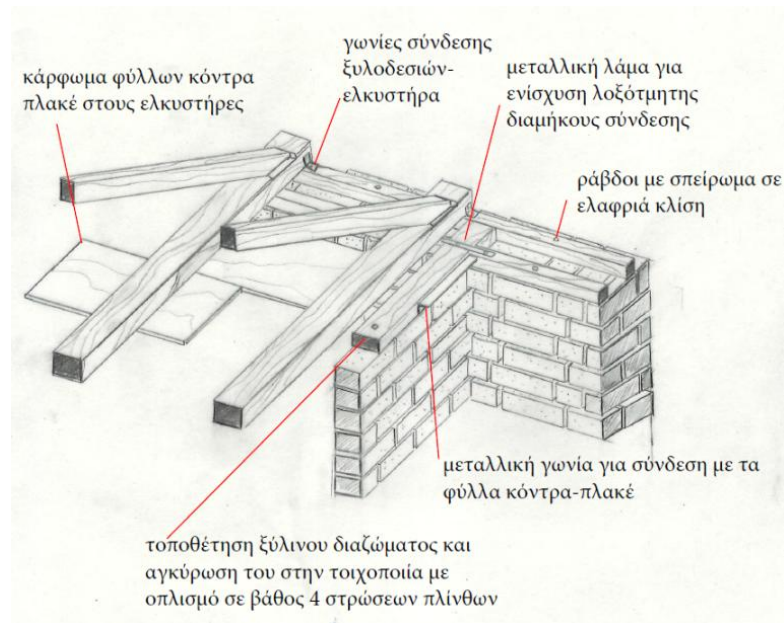 γωνίες σύνδεσης
ξυλοδεσιών-
ελκυστήρα
κάρφωμα φύλλων κόντρα
πλακέ στους ελκυστήρες
μεταλλική λάμα για
ενίσχυση λοξότμητης
διαμήκους σύνδεσης
ράβδοι με σπείρωμα σε
ελαφριά κλίση
μεταλλική γωνία για σύνδεση με τα
φύλλα κόντρα-πλακέ
τοποθέτηση ξύλινου διαζώματος και
αγκύρωση του στην τοιχοποιία με
οπλισμό σε βάθος 4 στρώσεων πλίνθων